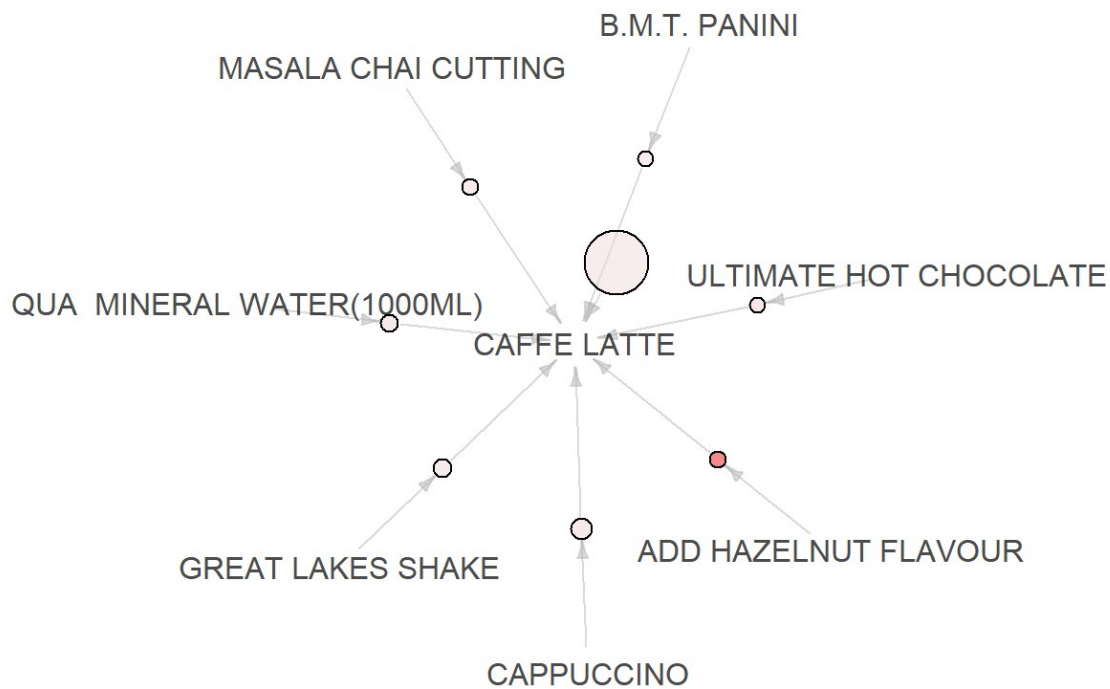 B.M.T. PANINI
MASALA CHAI CUTTING
ULTIMATE HOT CHOCOLATE
QUA  MINERAL WATER(1000ML)
CAFFE LATTE
ADD HAZELNUT FLAVOUR
GREAT LAKES SHAKE
CAPPUCCINO